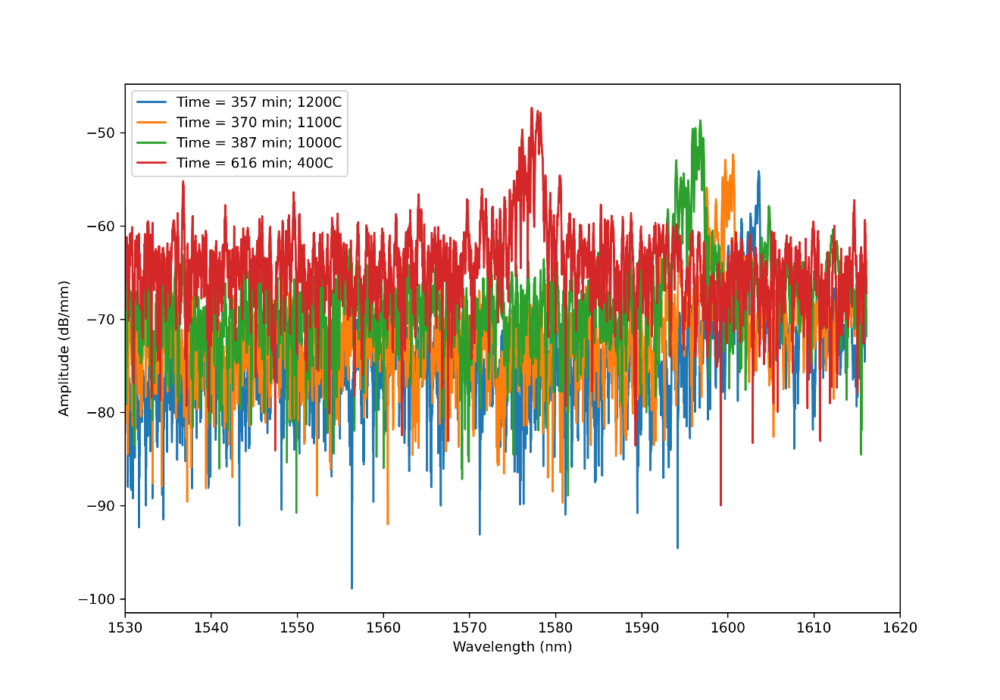 Time = 357 min; 1200C
Time = 370 min; 1100C
Time = 387 min; 1000C
Time = 616 min; 400C
−50
−60
−70
−80
−90
−100
Amplitude (dB/mm)
1530 1540 1550 1560 1570 1580 1590 1600 1610 1620
Wavelength (nm)